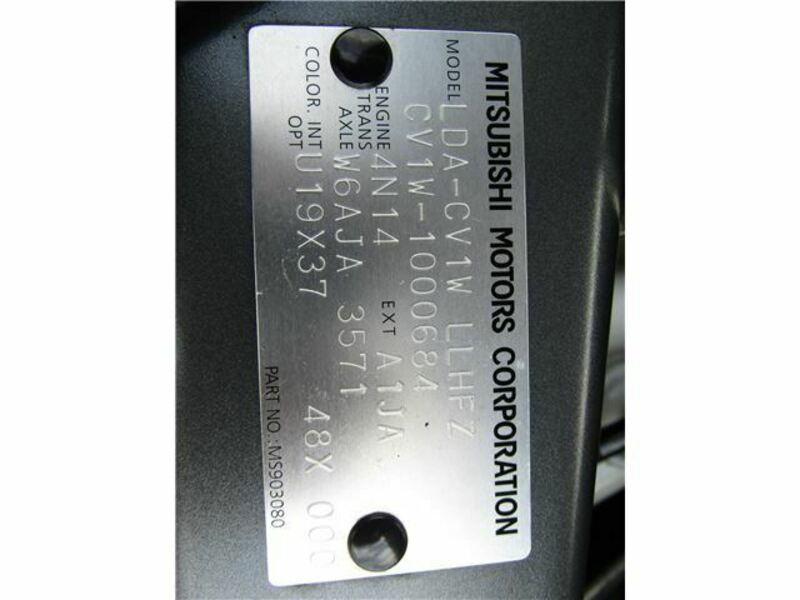 MITSUBISHI MOTORS CORPORATION
MODEL LDA-CV1W LLHFZ
CV1W-1000684
ENGINE 4N14 EXT A1JA
TRANS AXLE W6AJA 3571
COLOR. INT OPT U19X37 48X 000
PART NO.:MS903080